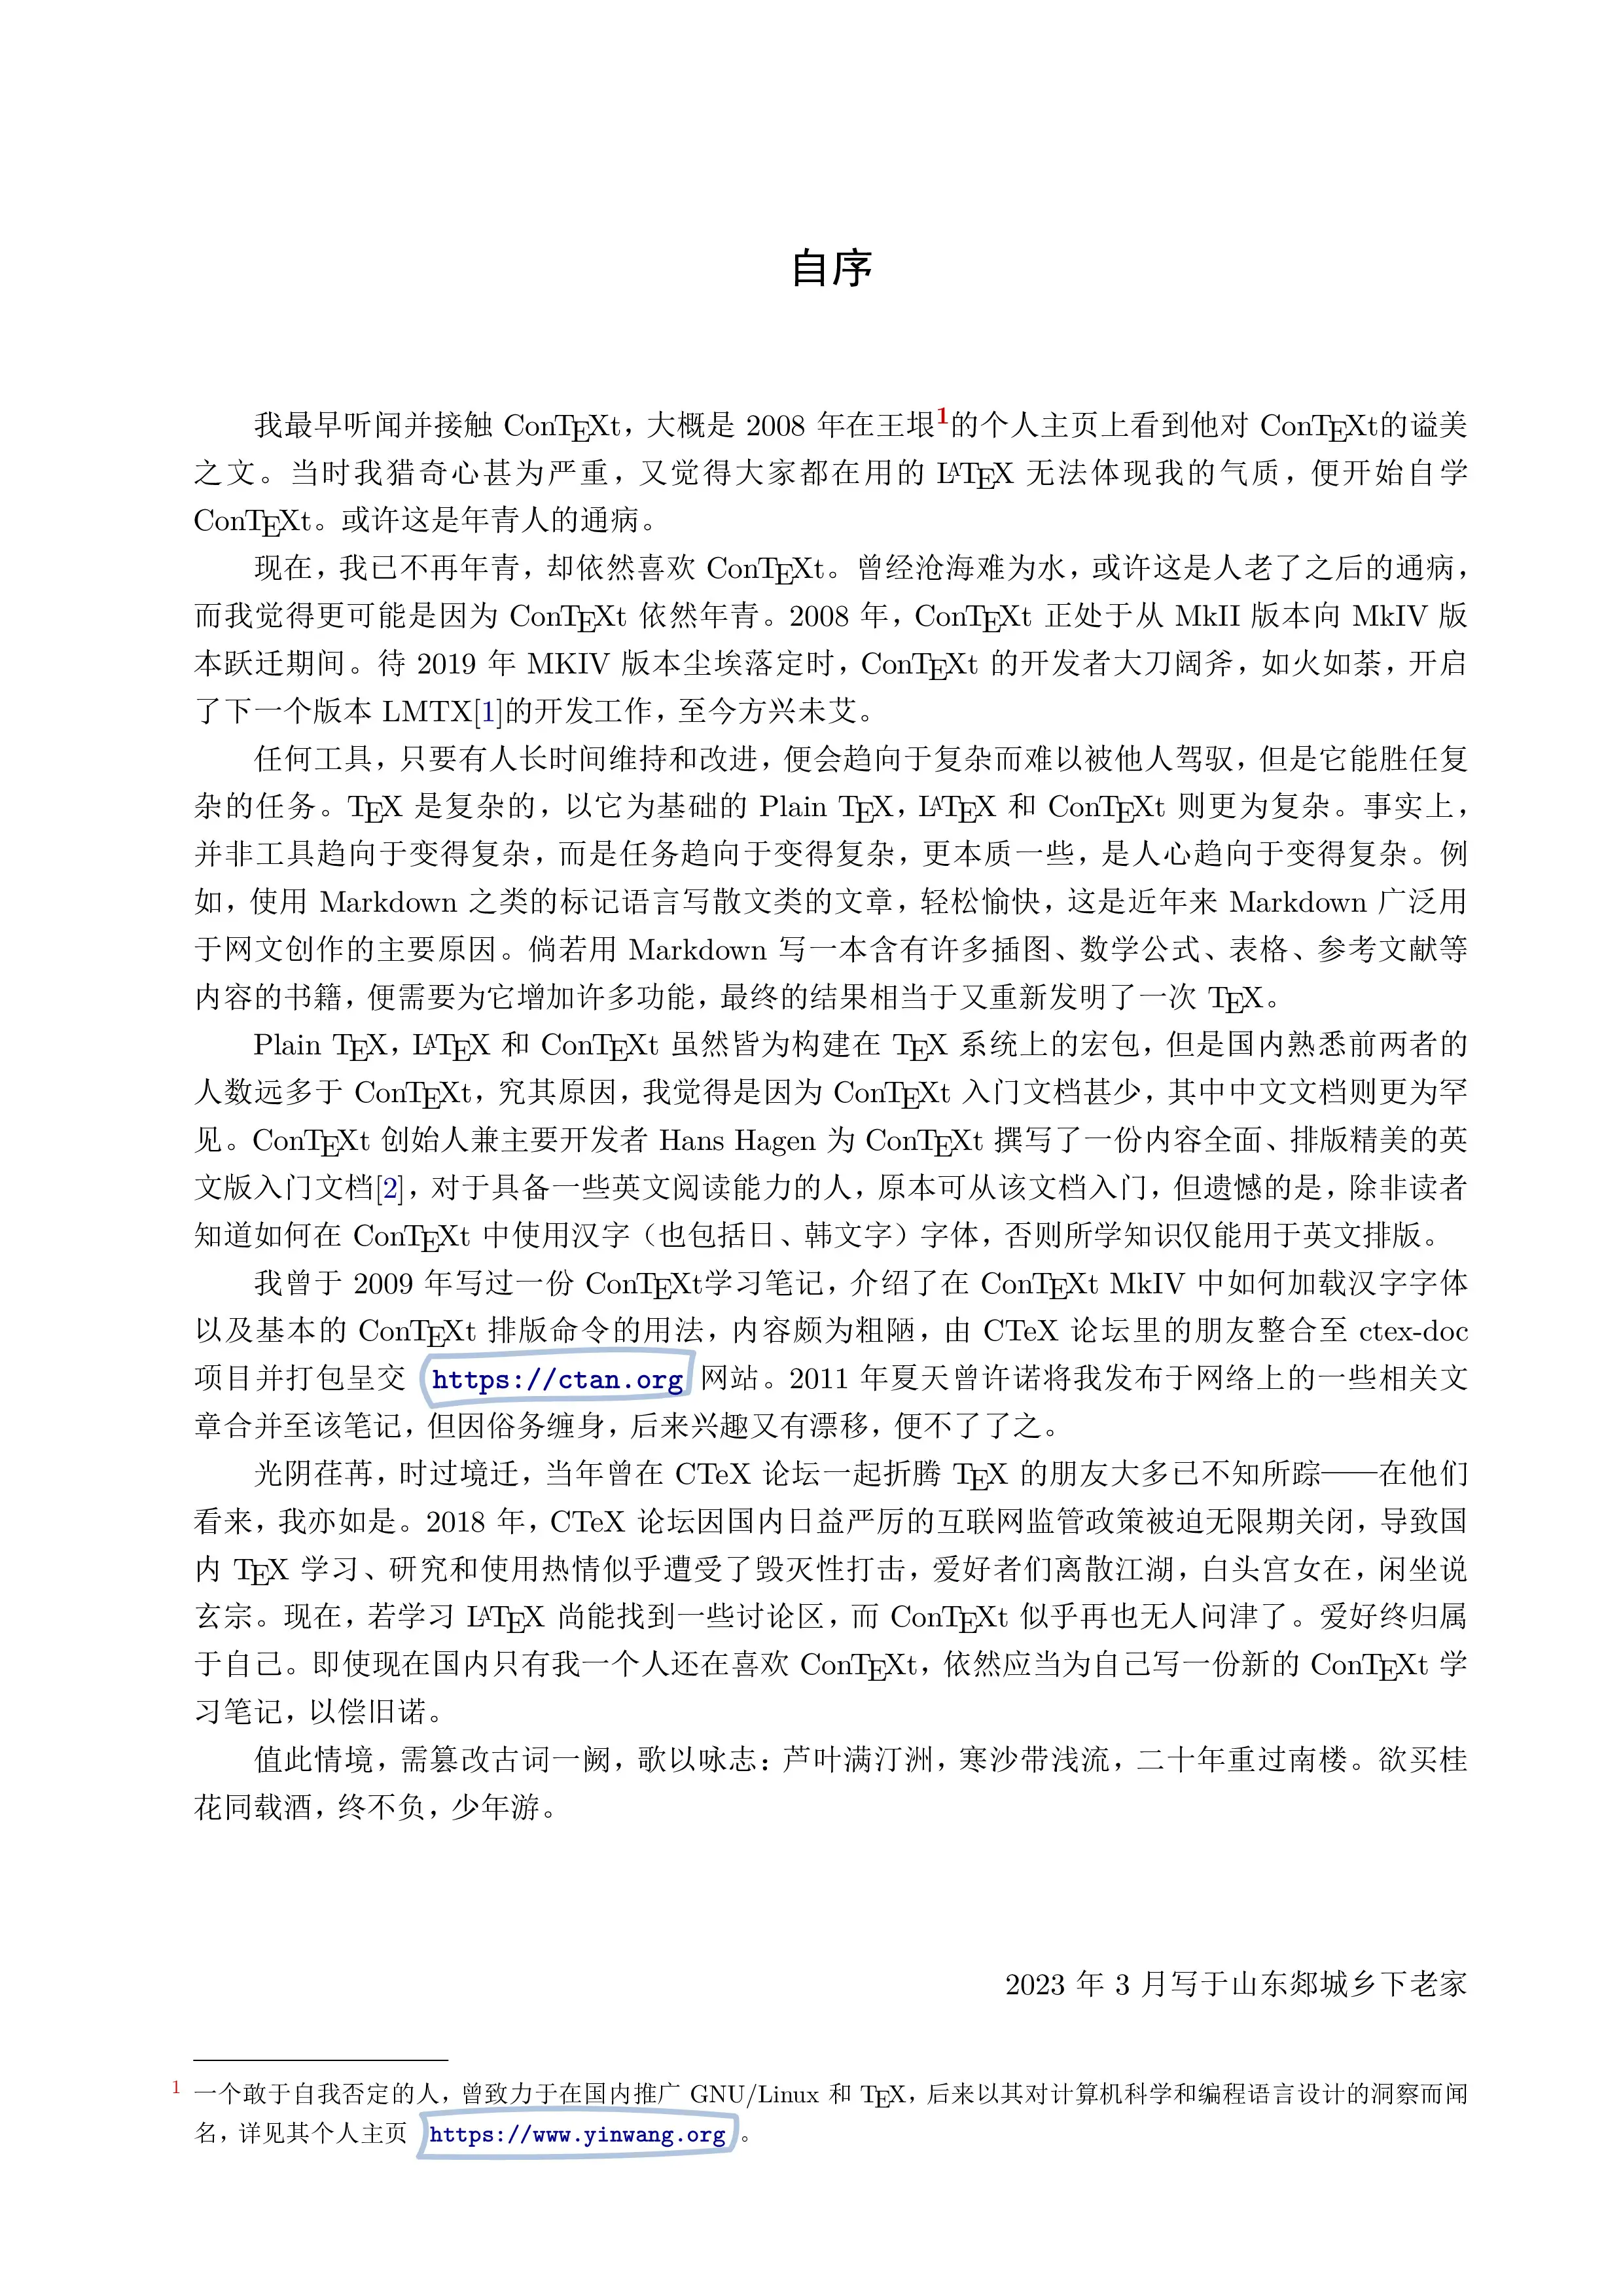 自序
我最早听闻并接触 ConTEXt，大概是 2008 年在王垠1的个人主页上看到他对 ConTEXt的谥美
之文。当时我猎奇心甚为严重，又觉得大家都在用的 LATEX 无法体现我的气质，便开始自学
ConTEXt。或许这是年青人的通病。
现在，我已不再年青，却依然喜欢 ConTEXt。曾经沧海难为水，或许这是人老了之后的通病，
而我觉得更可能是因为 ConTEXt 依然年青。2008 年，ConTEXt 正处于从 MkII 版本向 MkIV 版
本跃迁期间。待 2019 年 MKIV 版本尘埃落定时，ConTEXt 的开发者大刀阔斧，如火如荼，开启
了下一个版本 LMTX[1]的开发工作，至今方兴未艾。
任何工具，只要有人长时间维持和改进，便会趋向于复杂而难以被他人驾驭，但是它能胜任复
杂的任务。TEX 是复杂的，以它为基础的 Plain TEX，LATEX 和 ConTEXt 则更为复杂。事实上，
并非工具趋向于变得复杂，而是任务趋向于变得复杂，更本质一些，是人心趋向于变得复杂。例
如，使用 Markdown 之类的标记语言写散文类的文章，轻松愉快，这是近年来 Markdown 广泛用
于网文创作的主要原因。倘若用 Markdown 写一本含有许多插图、数学公式、表格、参考文献等
内容的书籍，便需要为它增加许多功能，最终的结果相当于又重新发明了一次 TEX。
Plain TEX，LATEX 和 ConTEXt 虽然皆为构建在 TEX 系统上的宏包，但是国内熟悉前两者的
人数远多于 ConTEXt，究其原因，我觉得是因为 ConTEXt 入门文档甚少，其中中文文档则更为罕
见。ConTEXt 创始人兼主要开发者 Hans Hagen 为 ConTEXt 撰写了一份内容全面、排版精美的英
文版入门文档[2]，对于具备一些英文阅读能力的人，原本可从该文档入门，但遗憾的是，除非读者
知道如何在 ConTEXt 中使用汉字（也包括日、韩文字）字体，否则所学知识仅能用于英文排版。
我曾于 2009 年写过一份 ConTEXt学习笔记，介绍了在 ConTEXt MkIV 中如何加载汉字字体
以及基本的 ConTEXt 排版命令的用法，内容颇为粗陋，由 CTeX 论坛里的朋友整合至 ctex-doc
项目并打包呈交 https://ctan.org 网站。2011 年夏天曾许诺将我发布于网络上的一些相关文
章合并至该笔记，但因俗务缠身，后来兴趣又有漂移，便不了了之。
光阴荏苒，时过境迁，当年曾在 CTeX 论坛一起折腾 TEX 的朋友大多已不知所踪——在他们
看来，我亦如是。2018 年，CTeX 论坛因国内日益严厉的互联网监管政策被迫无限期关闭，导致国
内 TEX 学习、研究和使用热情似乎遭受了毁灭性打击，爱好者们离散江湖，白头宫女在，闲坐说
玄宗。现在，若学习 LATEX 尚能找到一些讨论区，而 ConTEXt 似乎再也无人问津了。爱好终归属
于自己。即使现在国内只有我一个人还在喜欢 ConTEXt，依然应当为自己写一份新的 ConTEXt 学
习笔记，以偿旧诺。
值此情境，需篡改古词一阙，歌以咏志：芦叶满汀洲，寒沙带浅流，二十年重过南楼。欲买桂
花同载酒，终不负，少年游。
2023 年 3 月写于山东郯城乡下老家
1 一个敢于自我否定的人，曾致力于在国内推广 GNU/Linux 和 TEX，后来以其对计算机科学和编程语言设计的洞察而闻
名，详见其个人主页 https://www.yinwang.org。